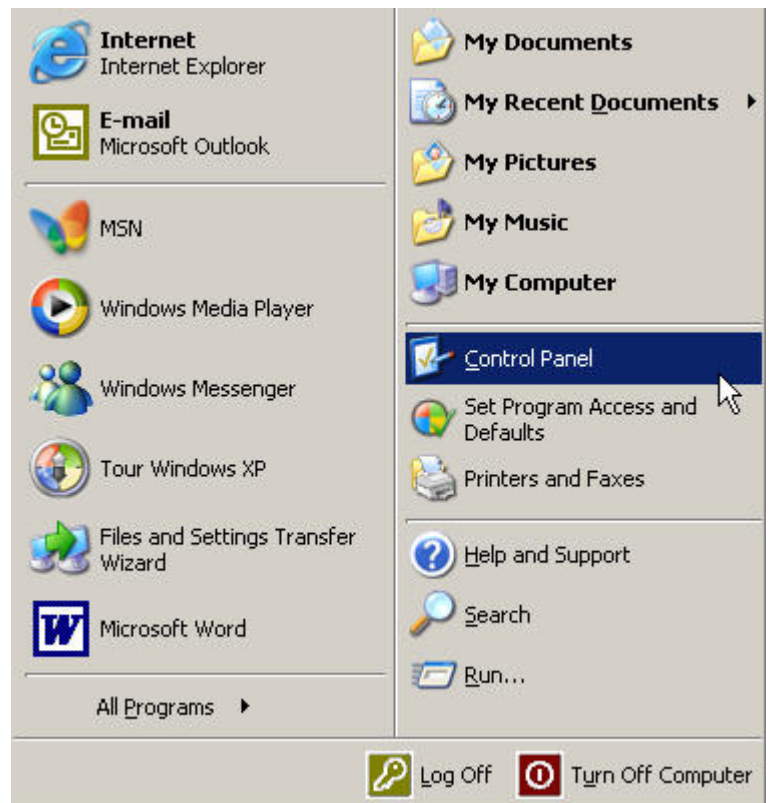 Internet
Internet Explorer
E-mail
Microsoft Outlook
MSN
Windows Media Player
Windows Messenger
Tour Windows XP
Files and Settings Transfer
Wizard
Microsoft Word
All Programs
My Documents
My Recent Documents
My Pictures
My Music
My Computer
Control Panel
Set Program Access and
Defaults
Printers and Faxes
Help and Support
Search
Run...
Log Off
Turn Off Computer